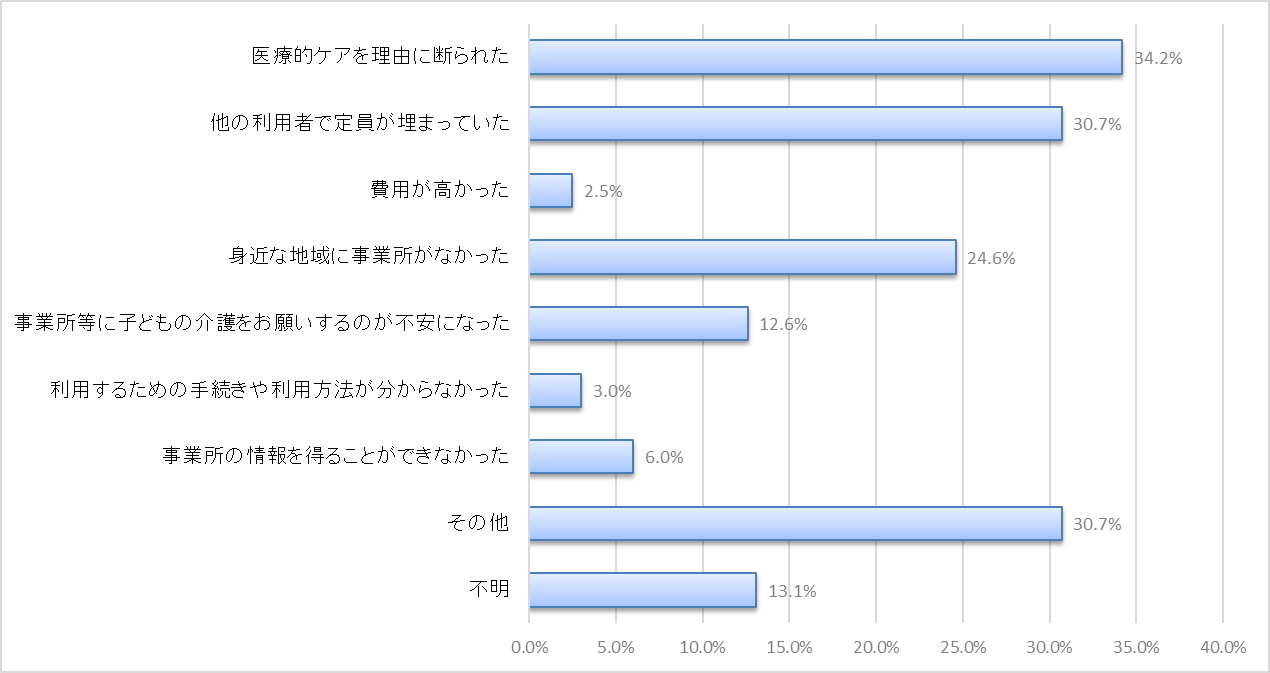 医療的ケアを理由に断られた
34.2%
他の利用者で定員が埋まっていた
30.7%
費用が高かった
2.5%
身近な地域に事業所がなかった
24.6%
事業所等に子どもの介護をお願いするのが不安になった
12.6%
利用するための手続きや利用方法が分からなかった
3.0%
事業所の情報を得ることができなかった
6.0%
その他
30.7%
不明
13.1%
0.0% 5.0% 10.0% 15.0% 20.0% 25.0% 30.0% 35.0% 40.0%